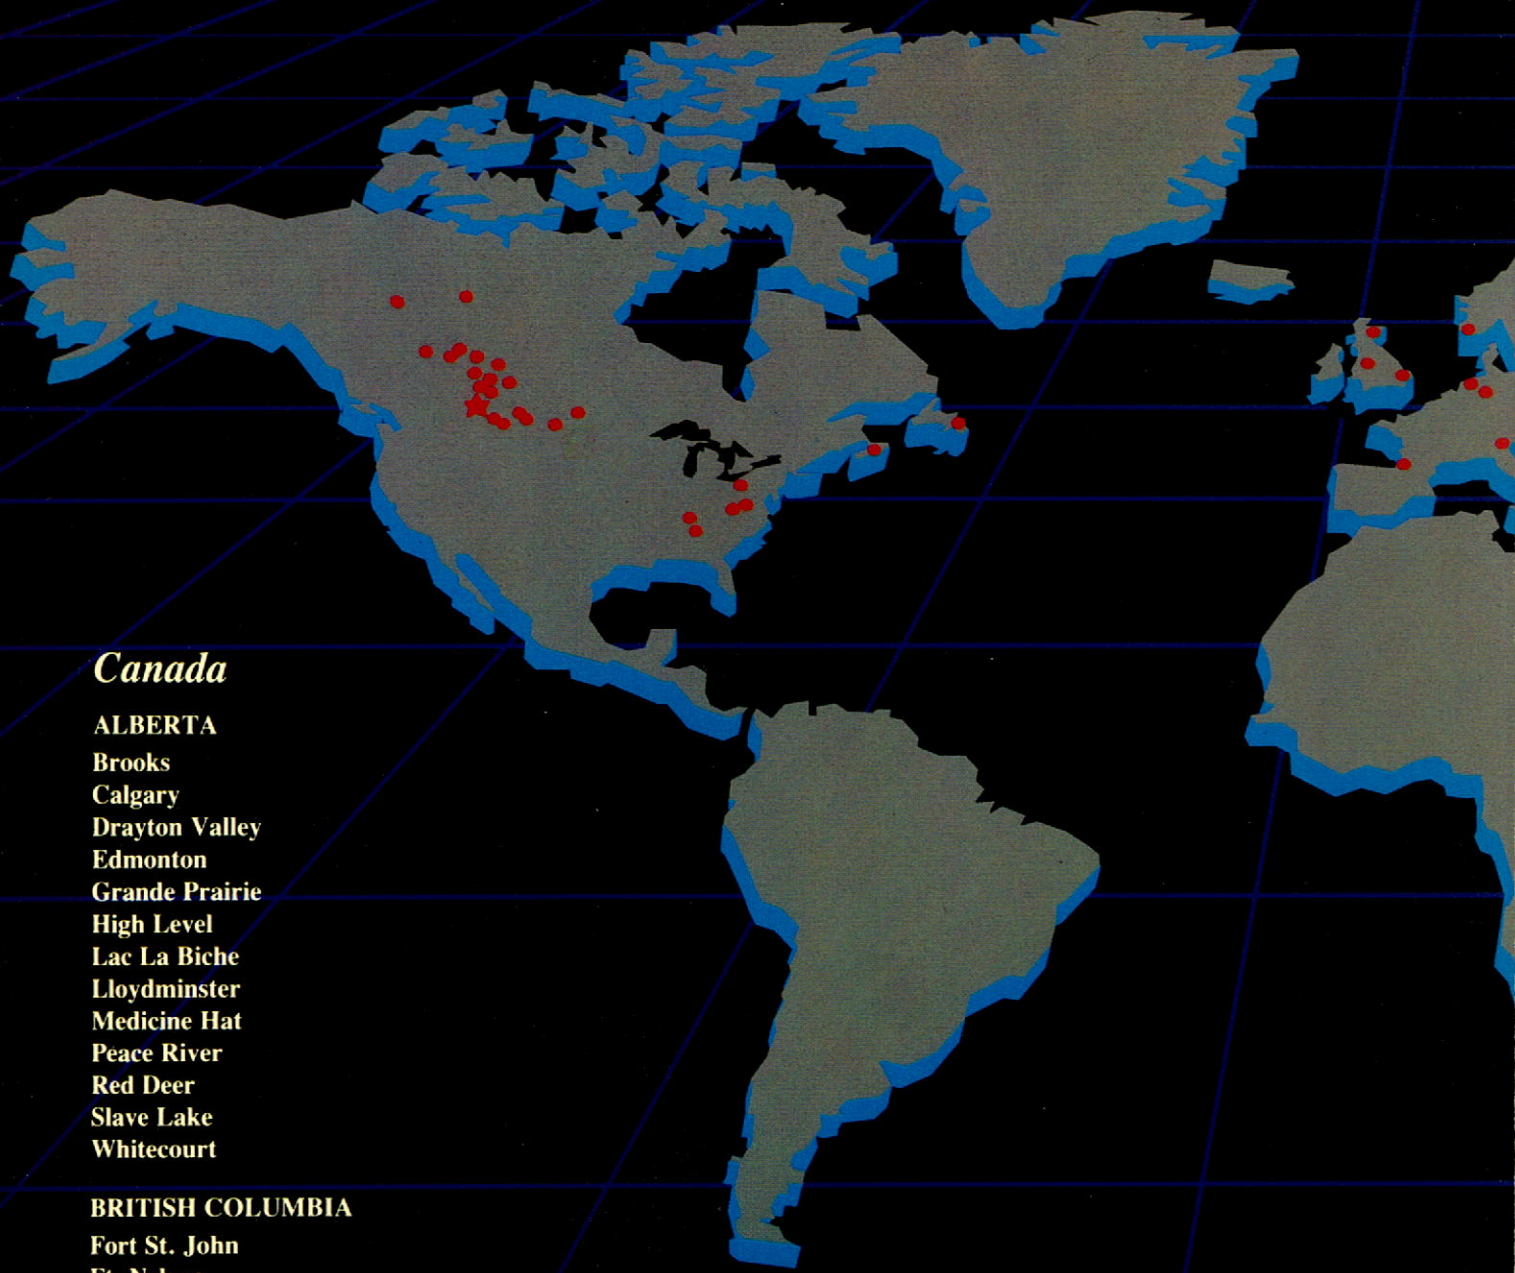 Canada
ALBERTA
Brooks
Calgary
Drayton Valley
Edmonton
Grande Prairie
High Level
Lac La Biche
Lloydminster
Medicine Hat
Peace River
Red Deer
Slave Lake
Whitecourt
BRITISH COLUMBIA
Fort St. John